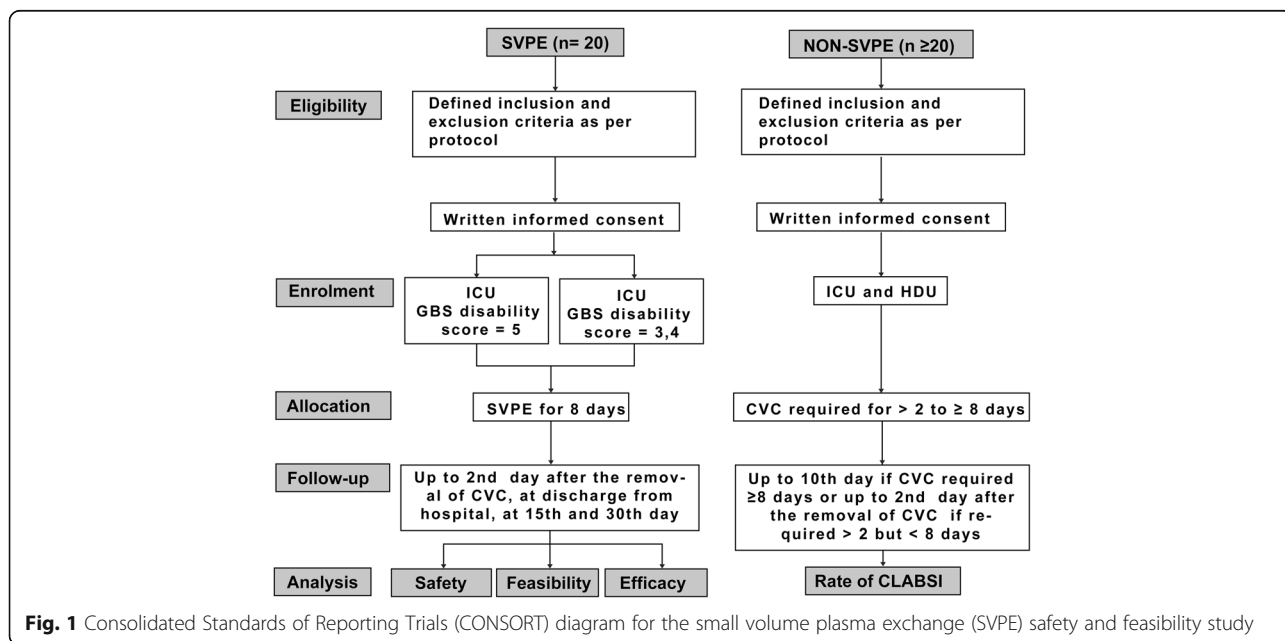 SVPE (n= 20)
NON-SVPE (n ≥20)
Eligibility
Defined inclusion and
exclusion criteria as per
protocol
Defined inclusion and
exclusion criteria as per
protocol
Written informed consent
Written informed consent
Enrolment
ICU
GBS disability
score = 5
ICU
GBS disability
score = 3,4
ICU and HDU
Allocation
SVPE for 8 days
CVC required for > 2 to ≥ 8 days
Follow-up
Up to 2nd day after the remov-
al of CVC, at discharge from
hospital, at 15th and 30th day
Up to 10th day if CVC required
≥8 days or up to 2nd day after
the removal of CVC if re-
quired > 2 but < 8 days
Analysis
Safety
Feasibility
Efficacy
Rate of CLABSI
Fig. 1 Consolidated Standards of Reporting Trials (CONSORT) diagram for the small volume plasma exchange (SVPE) safety and feasibility study